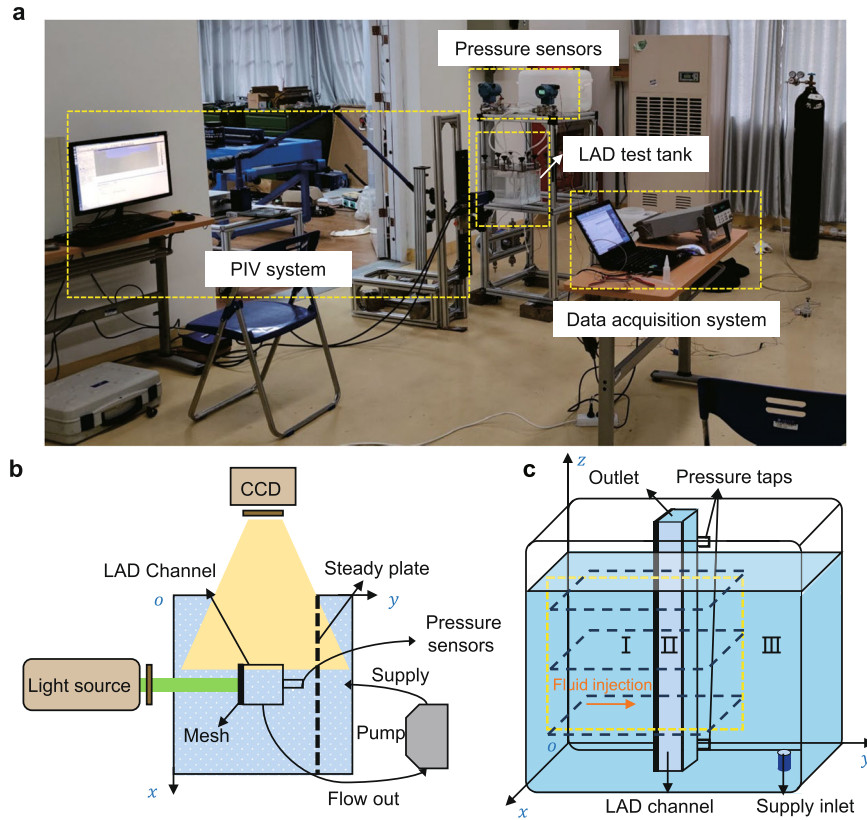 a
Pressure sensors
LAD test tank
PIV system
Data acquisition system
b
CCD
LAD Channel
Steady plate
o
y
Pressure
sensors
Light source
Supply
Mesh
Pump
x
Flow out
c
z
Outlet
Pressure taps
I
II
III
Fluid injection
o
y
x
LAD channel
Supply inlet